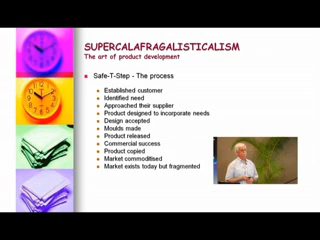 SUPERCALAFRAGALISTICALISM
The art of product development
Safe-T-Step - The process
Established customer
Identified need
Approached their supplier
Product designed to incorporate needs
Design accepted
Moulds made
Product released
Commercial success
Product copied
Market commoditised
Market exists today but fragmented